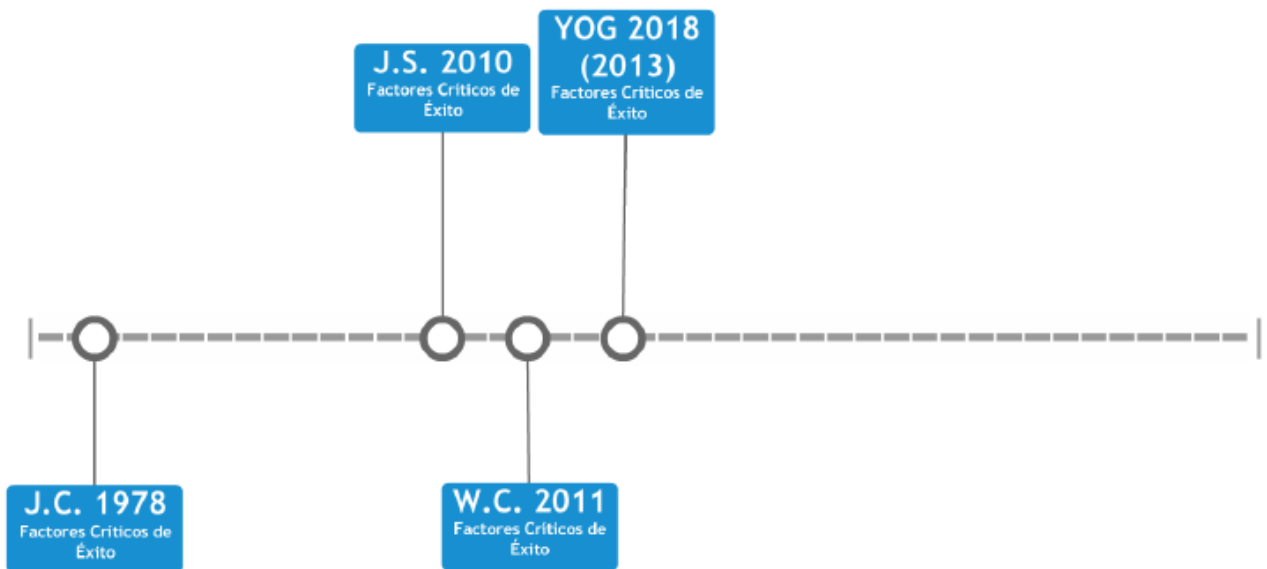 J.S. 2010
Factores Críticos de
Éxito
YOG 2018
(2013)
Factores Críticos de
Éxito
J.C. 1978
Factores Críticos de
Éxito
W.C. 2011
Factores Críticos de
Éxito